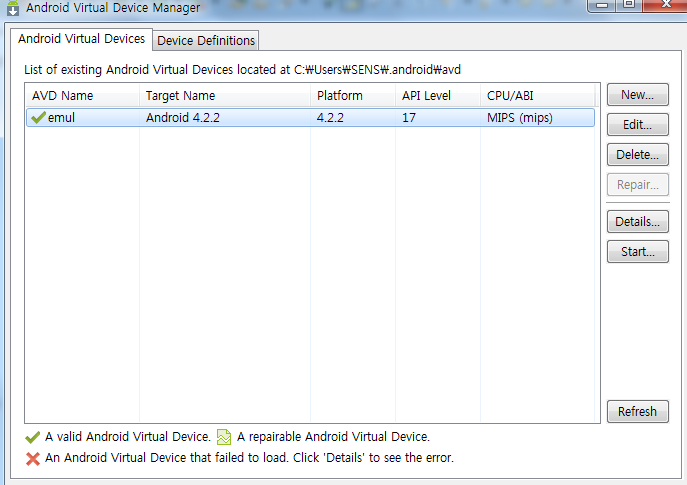 Android Virtual Device Manager
Android Virtual Devices Device Definitions
List of existing Android Virtual Devices located at C:₩Users₩SENS₩.android₩avd
AVD Name Target Name Platform API Level CPU/ABI
emul Android 4.2.2 4.2.2 17 MIPS (mips)
New...
Edit...
Delete...
Repair...
Details...
Start...
Refresh
A valid Android Virtual Device. A repairable Android Virtual Device.
An Android Virtual Device that failed to load. Click 'Details' to see the error.